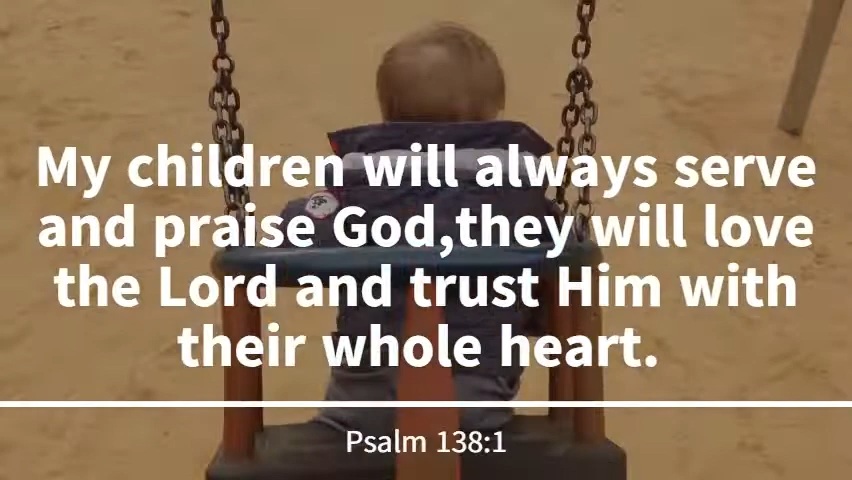 My children will always serve
and praise God,they will love
the Lord and trust Him with
their whole heart.
Psalm 138:1